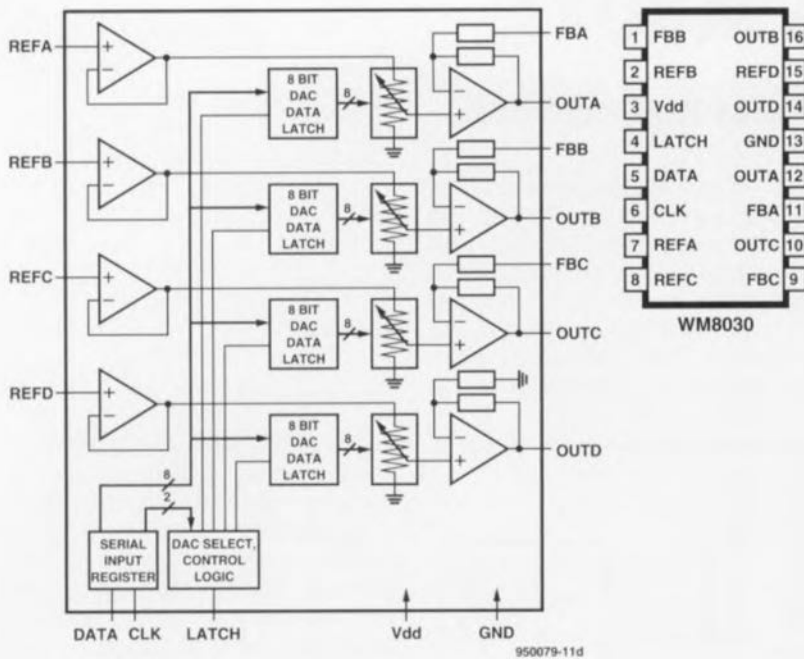 REFA
REFB
REFC
REFD
8 BIT
DAC
DATA
LATCH
8
FBA
OUTA
8 BIT
DAC
DATA
LATCH
8
FBB
OUTB
8 BIT
DAC
DATA
LATCH
8
FBC
OUTC
8 BIT
DAC
DATA
LATCH
8
OUTD
8
2
SERIAL
INPUT
REGISTER
DAC SELECT,
CONTROL
LOGIC
DATA CLK LATCH Vdd GND
950079-11d
1 FBB OUTB 16
2 REFB REFD 15
3 Vdd OUTD 14
4 LATCH GND 13
5 DATA OUTA 12
6 CLK FBA 11
7 REFA OUTC 10
8 REFC FBC 9
WM8030